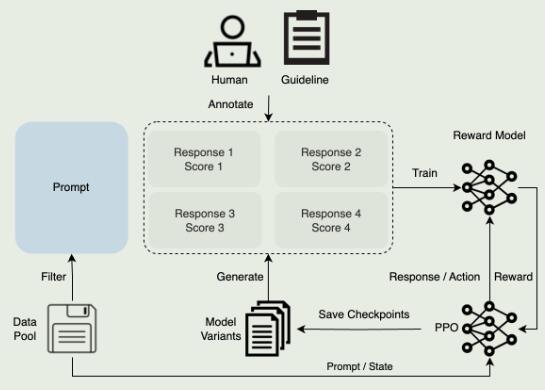 Human
Guideline
Annotate
Reward Model
Response 1
Score 1
Response 2
Score 2
Prompt
Train
Response 3
Score 3
Response 4
Score 4
Filter
Generate
Response / Action
Reward
Data
Pool
Model
Variants
Save Checkpoints
PPO
Prompt / State